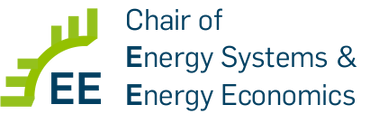 EE
Chair of
Energy Systems &
Energy Economics